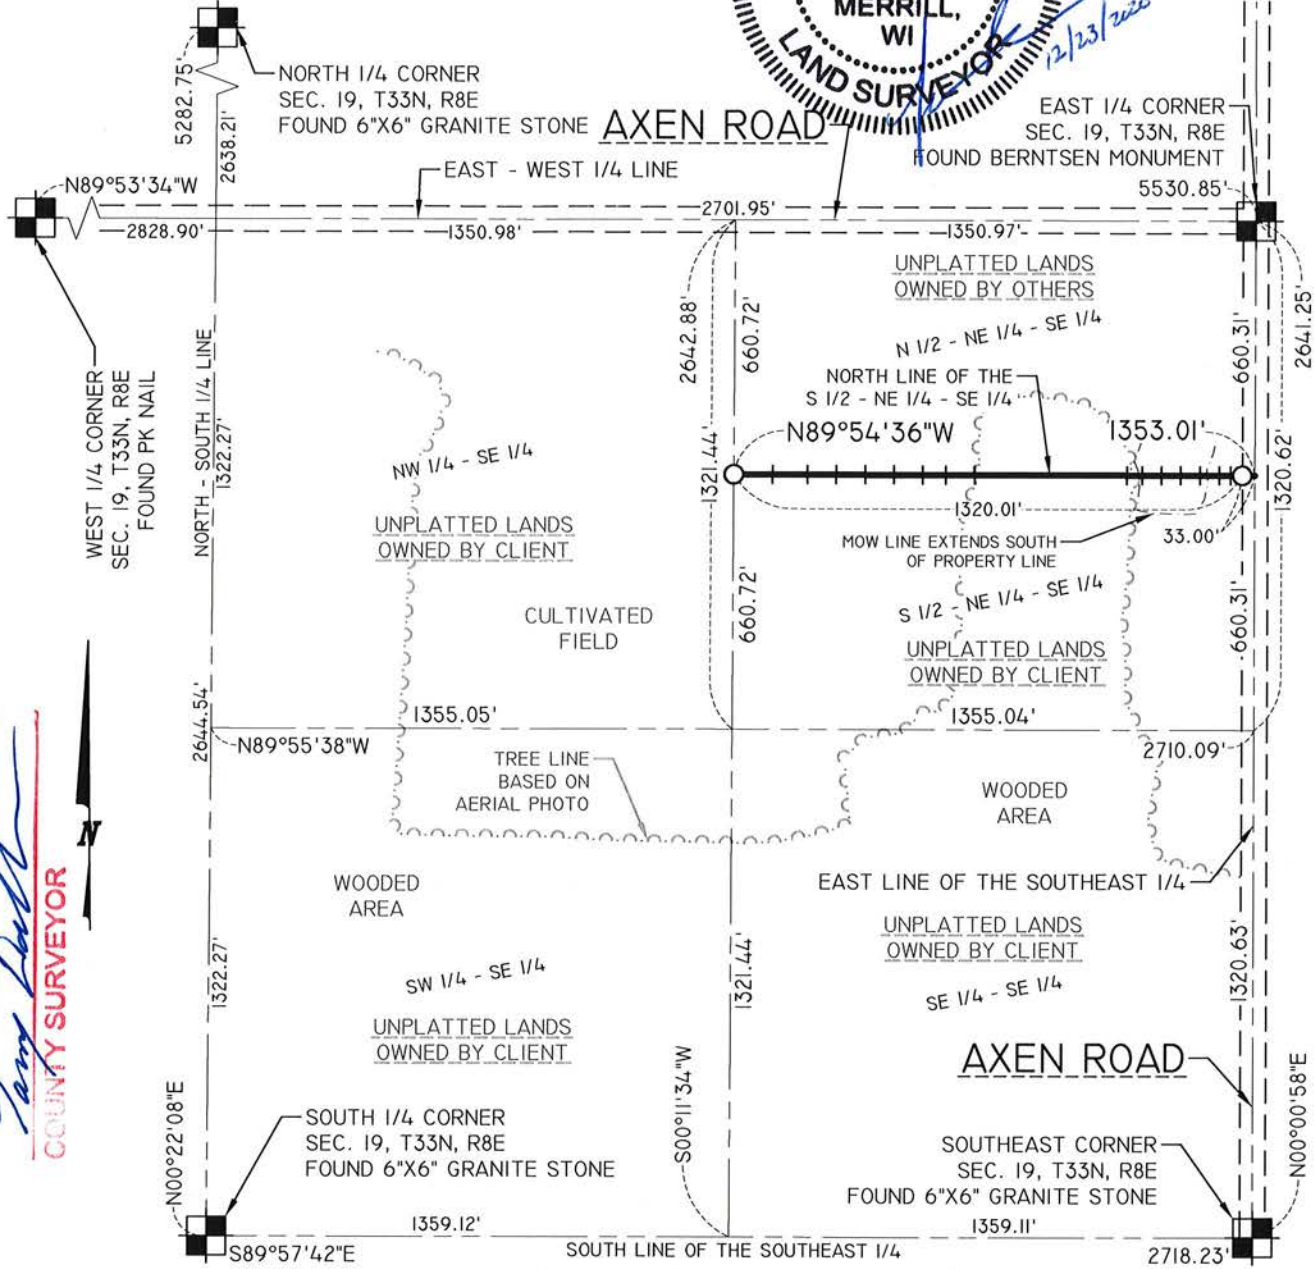 MERRILL,
WI
LAND SURVEYOR
12/23/2020
5282.75'
2638.21'
NORTH 1/4 CORNER
SEC. 19, T33N, R8E
FOUND 6"X6" GRANITE STONE
AXEN ROAD
EAST 1/4 CORNER
SEC. 19, T33N, R8E
FOUND BERNTSEN MONUMENT
5530.85'
EAST - WEST 1/4 LINE
N89°53'34"W
2828.90'
1350.98'
2701.95'
1350.97'
WEST 1/4 CORNER
SEC. 19, T33N, R8E
FOUND PK NAIL
NORTH - SOUTH 1/4 LINE
1322.27'
UNPLATTED LANDS
OWNED BY OTHERS
N 1/2 - NE 1/4 - SE 1/4
2642.88'
660.72'
660.31'
2641.25'
NORTH LINE OF THE
S 1/2 - NE 1/4 - SE 1/4
N89°54'36"W
1353.01'
NW 1/4 - SE 1/4
1321.44'
1320.62'
1320.01'
33.00'
UNPLATTED LANDS
OWNED BY CLIENT
MOW LINE EXTENDS SOUTH
OF PROPERTY LINE
CULTIVATED
FIELD
660.72'
S 1/2 - NE 1/4 - SE 1/4
660.31'
UNPLATTED LANDS
OWNED BY CLIENT
2644.54'
1355.05'
1355.04'
N89°55'38"W
2710.09'
TREE LINE
BASED ON
AERIAL PHOTO
WOODED
AREA
N
COUNTY SURVEYOR
WOODED
AREA
EAST LINE OF THE SOUTHEAST 1/4
UNPLATTED LANDS
OWNED BY CLIENT
1322.27'
SW 1/4 - SE 1/4
1321.44'
SE 1/4 - SE 1/4
1320.63'
UNPLATTED LANDS
OWNED BY CLIENT
AXEN ROAD
N00°22'08"E
SOUTH 1/4 CORNER
SEC. 19, T33N, R8E
FOUND 6"X6" GRANITE STONE
S00°11'34"W
SOUTHEAST CORNER
SEC. 19, T33N, R8E
FOUND 6"X6" GRANITE STONE
N00°00'58"E
1359.12'
1359.11'
S89°57'42"E
SOUTH LINE OF THE SOUTHEAST 1/4
2718.23'